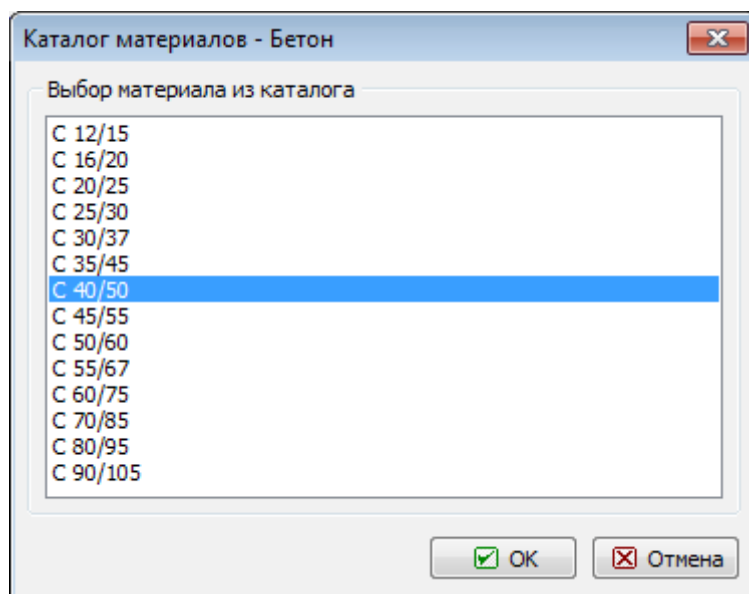 Каталог материалов - Бетон
Выбор материала из каталога
C 12/15
C 16/20
C 20/25
C 25/30
C 30/37
C 35/45
C 40/50
C 45/55
C 50/60
C 55/67
C 60/75
C 70/85
C 80/95
C 90/105
OK
Отмена